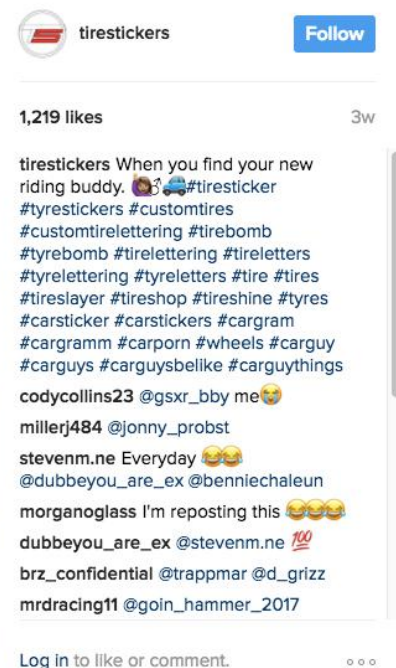 TS
tirestickers
Follow
1,219 likes
3w
tirestickers When you find your new
riding buddy. 🙋🏽‍♂️🚙#tiresticker
#tyrestickers #customtires
#customtirelettering #tirebomb
#tyrebomb #tirelettering #tireletters
#tyrelettering #tyreletters #tire #tires
#tireslayer #tireshop #tireshine #tyres
#carsticker #carstickers #cargram
#cargramm #carporn #wheels #carguy
#carguys #carguysbelike #carguythings
codycollins23 @gsxr_bby me😭
millerj484 @jonny_probst
stevenm.ne Everyday 😂😂
@dubbeyou_are_ex @benniechaleun
morganoglass I'm reposting this 😂😂😂
dubbeyou_are_ex @stevenm.ne 💯
brz_confidential @trappmar @d_grizz
mrdracing11 @goin_hammer_2017
Log in to like or comment.